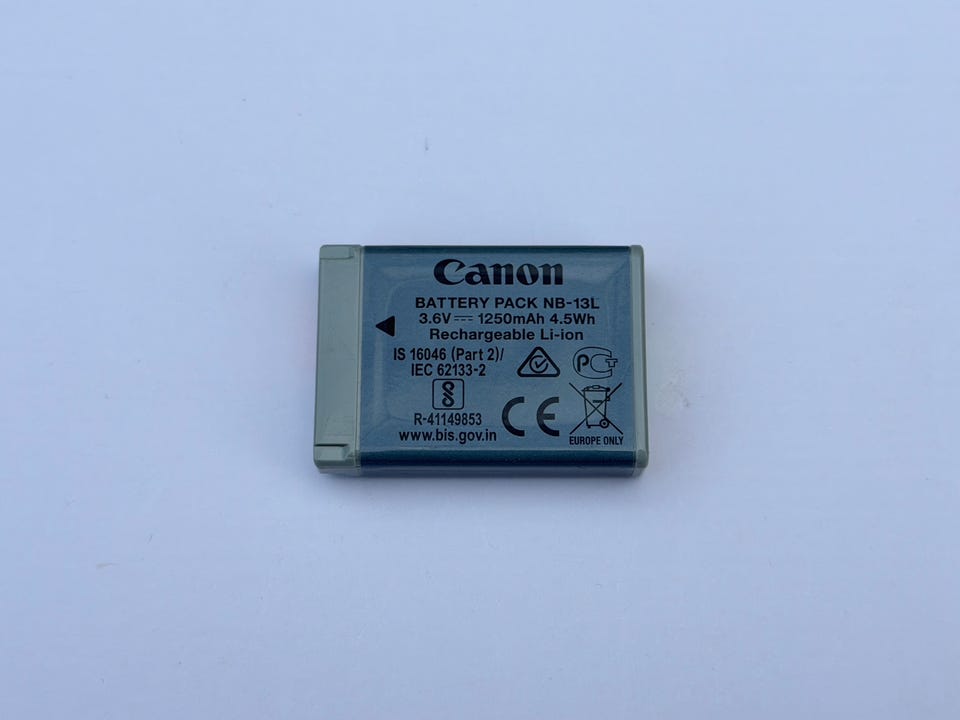 Canon
BATTERY PACK NB-13L
3.6V ⎓ 1250mAh 4.5Wh
Rechargeable Li-ion
IS 16046 (Part 2)/
IEC 62133-2
R-41149853
www.bis.gov.in
PCT
CE
EUROPE ONLY